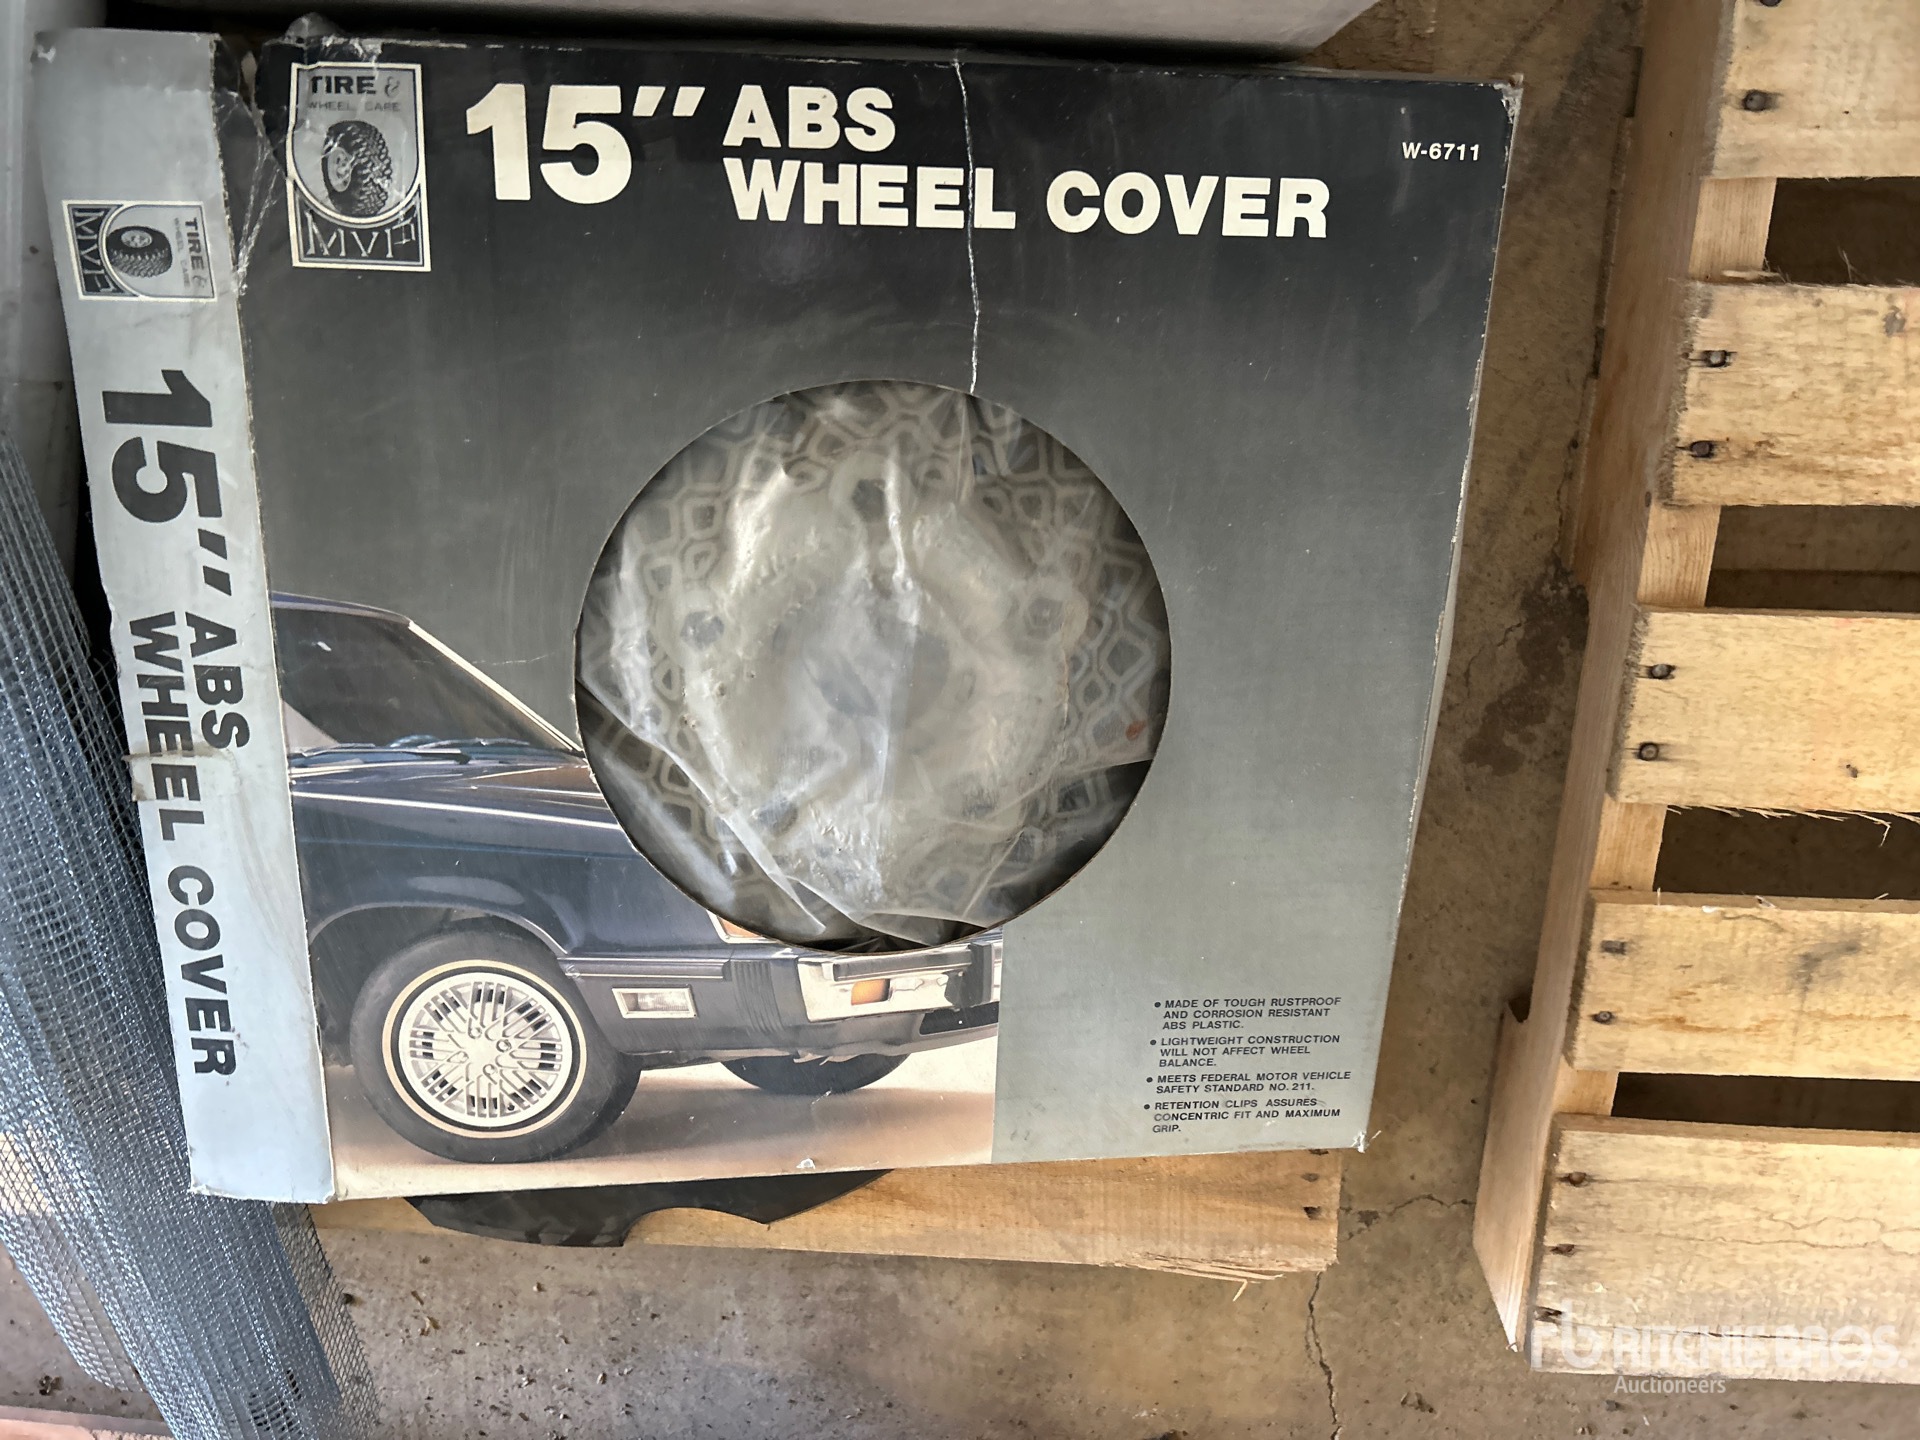 TIRE &
WHEEL CARE
MVP
15" ABS
WHEEL COVER
W-6711
TIRE &
WHEEL CARE
MVP
15" ABS
WHEEL COVER
• MADE OF TOUGH RUSTPROOF
AND CORROSION RESISTANT
ABS PLASTIC.
• LIGHTWEIGHT CONSTRUCTION
WILL NOT AFFECT WHEEL
BALANCE.
• MEETS FEDERAL MOTOR VEHICLE
SAFETY STANDARD NO. 211.
• RETENTION CLIPS ASSURES
CONCENTRIC FIT AND MAXIMUM
GRIP.
rb RITCHIE BROS.
Auctioneers